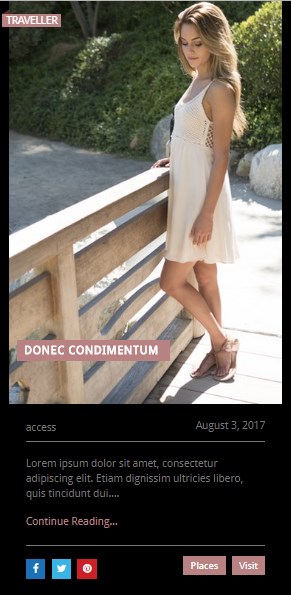 TRAVELLER
DONEC CONDIMENTUM
access
August 3, 2017
Lorem ipsum dolor sit amet, consectetur
adipiscing elit. Etiam dignissim ultricies libero,
quis tincidunt dui....
Continue Reading...
Places
Visit